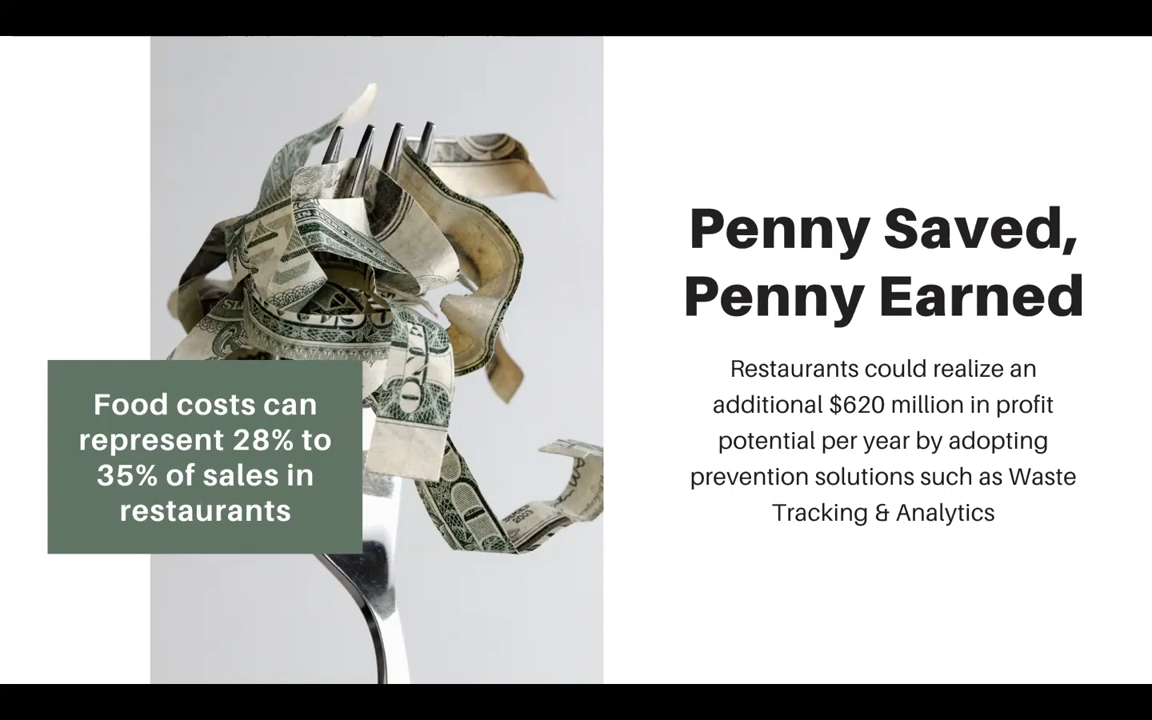 Penny Saved,
Penny Earned
Restaurants could realize an
additional $620 million in profit
potential per year by adopting
prevention solutions such as Waste
Tracking & Analytics
Food costs can
represent 28% to
35% of sales in
restaurants
ONE